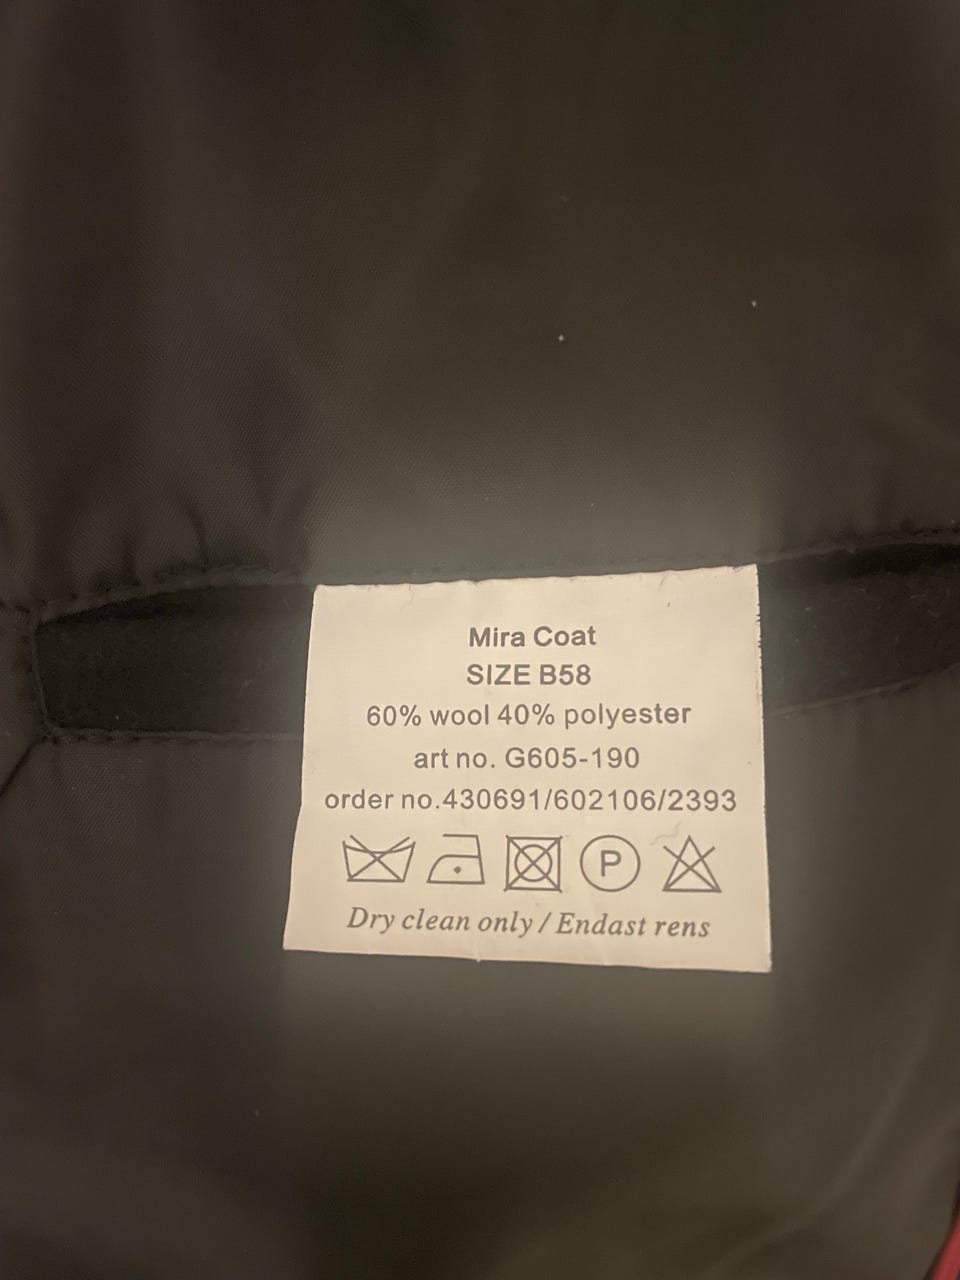 Mira Coat
SIZE B58
60% wool 40% polyester
art no. G605-190
order no.430691/602106/2393
P
Dry clean only / Endast rens